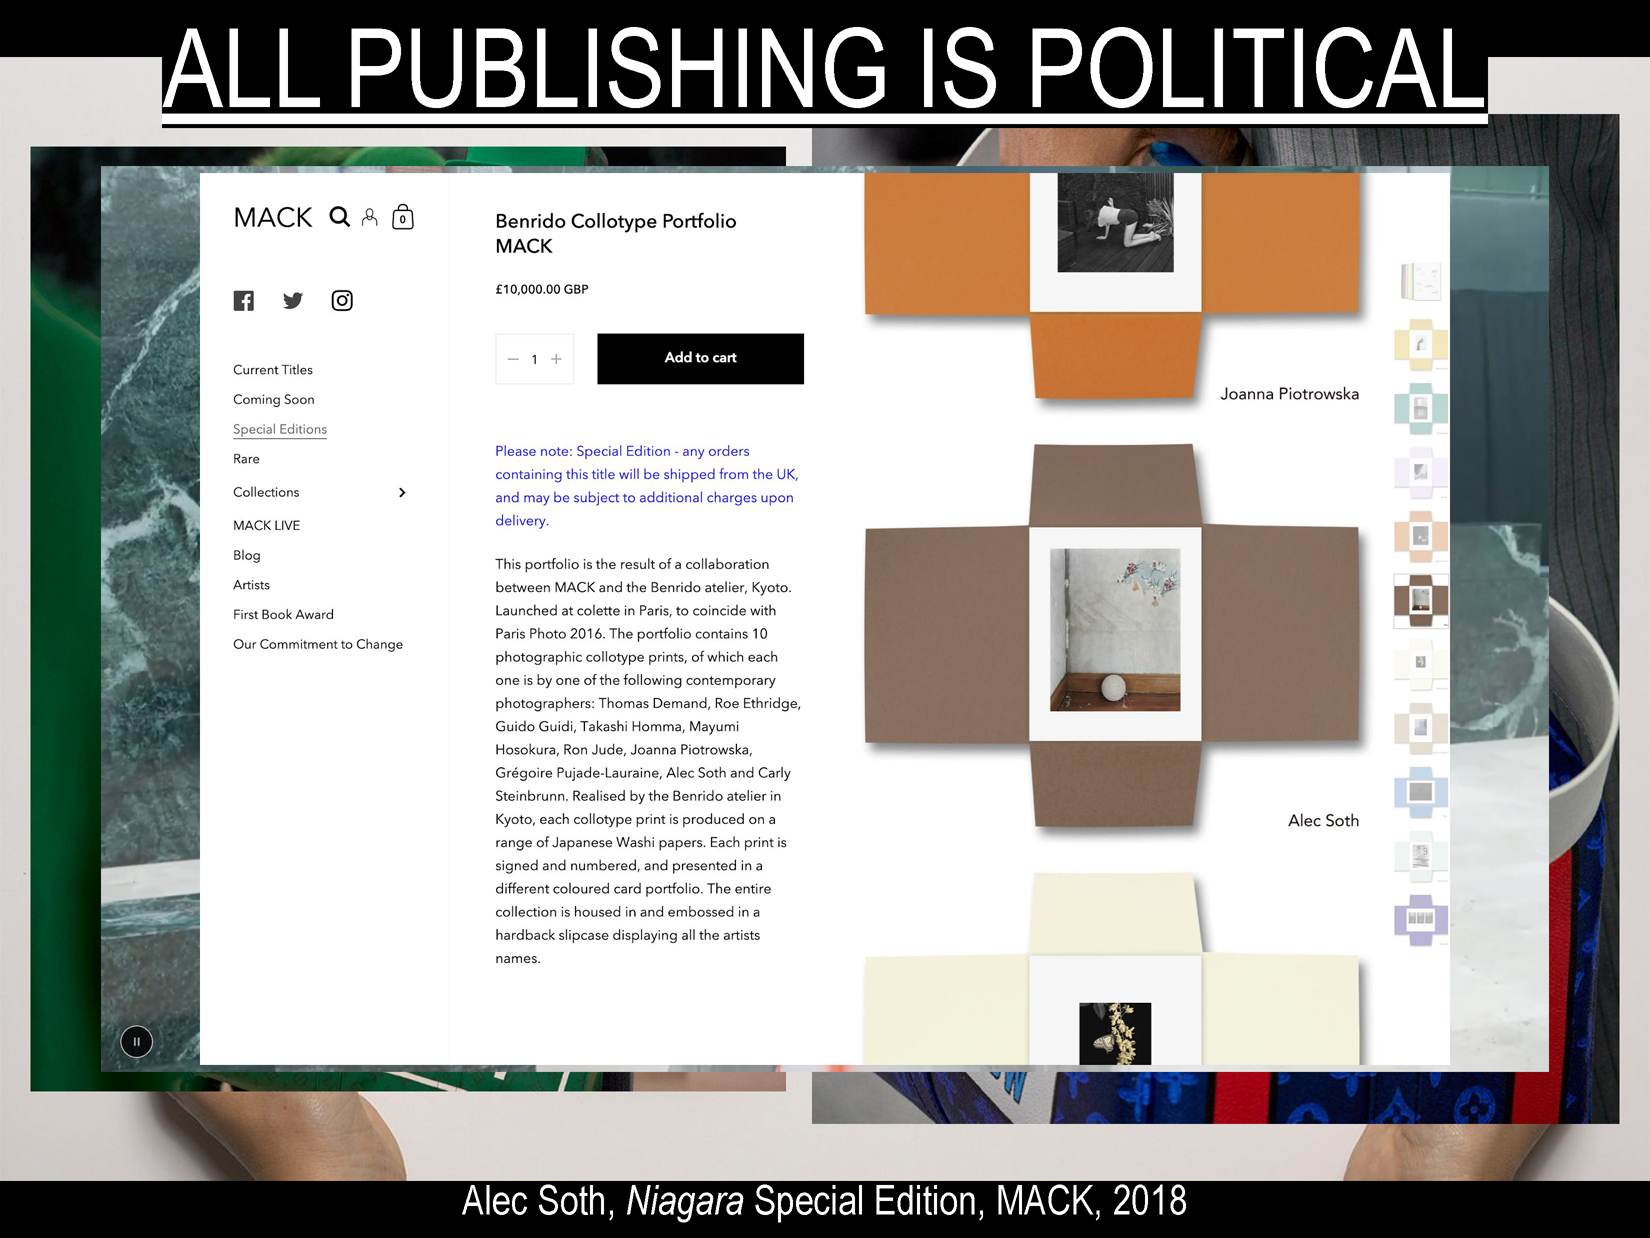 ALL PUBLISHING IS POLITICAL
MACK
0
Current Titles
Coming Soon
Special Editions
Rare
Collections
MACK LIVE
Blog
Artists
First Book Award
Our Commitment to Change
Benrido Collotype Portfolio
MACK
£10,000.00 GBP
1
Add to cart
Please note: Special Edition - any orders
containing this title will be shipped from the UK,
and may be subject to additional charges upon
delivery.
This portfolio is the result of a collaboration
between MACK and the Benrido atelier, Kyoto.
Launched at colette in Paris, to coincide with
Paris Photo 2016. The portfolio contains 10
photographic collotype prints, of which each
one is by one of the following contemporary
photographers: Thomas Demand, Roe Ethridge,
Guido Guidi, Takashi Homma, Mayumi
Hosokura, Ron Jude, Joanna Piotrowska,
Grégoire Pujade-Lauraine, Alec Soth and Carly
Steinbrunn. Realised by the Benrido atelier in
Kyoto, each collotype print is produced on a
range of Japanese Washi papers. Each print is
signed and numbered, and presented in a
different coloured card portfolio. The entire
collection is housed in and embossed in a
hardback slipcase displaying all the artists
names.
Joanna Piotrowska
Alec Soth
Alec Soth, Niagara Special Edition, MACK, 2018